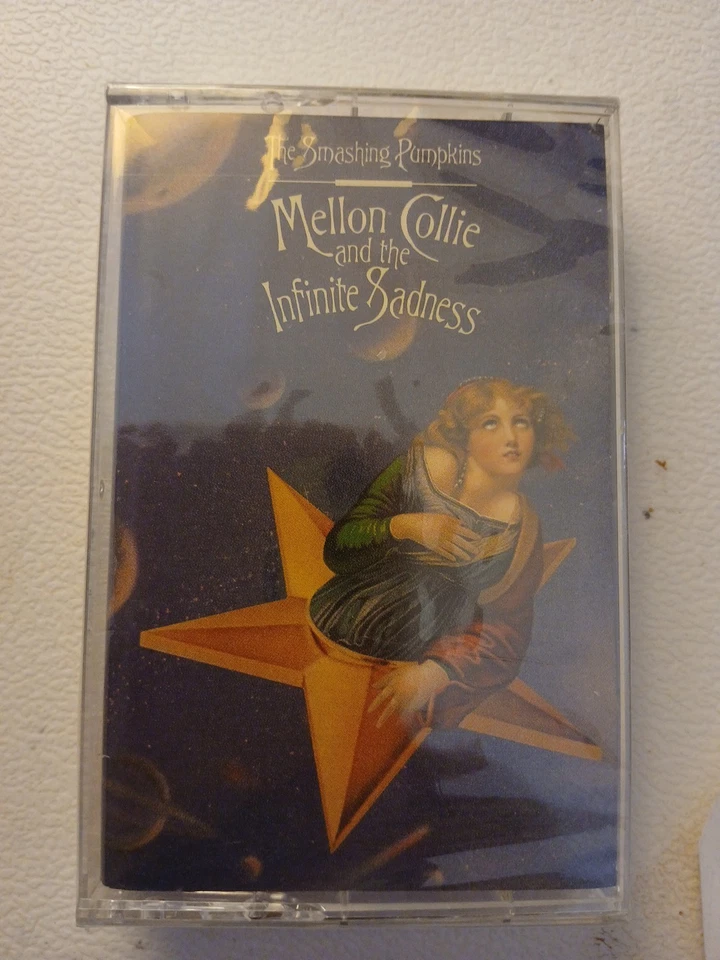 The Smashing Pumpkins
Mellon Collie
and the
Infinite Sadness